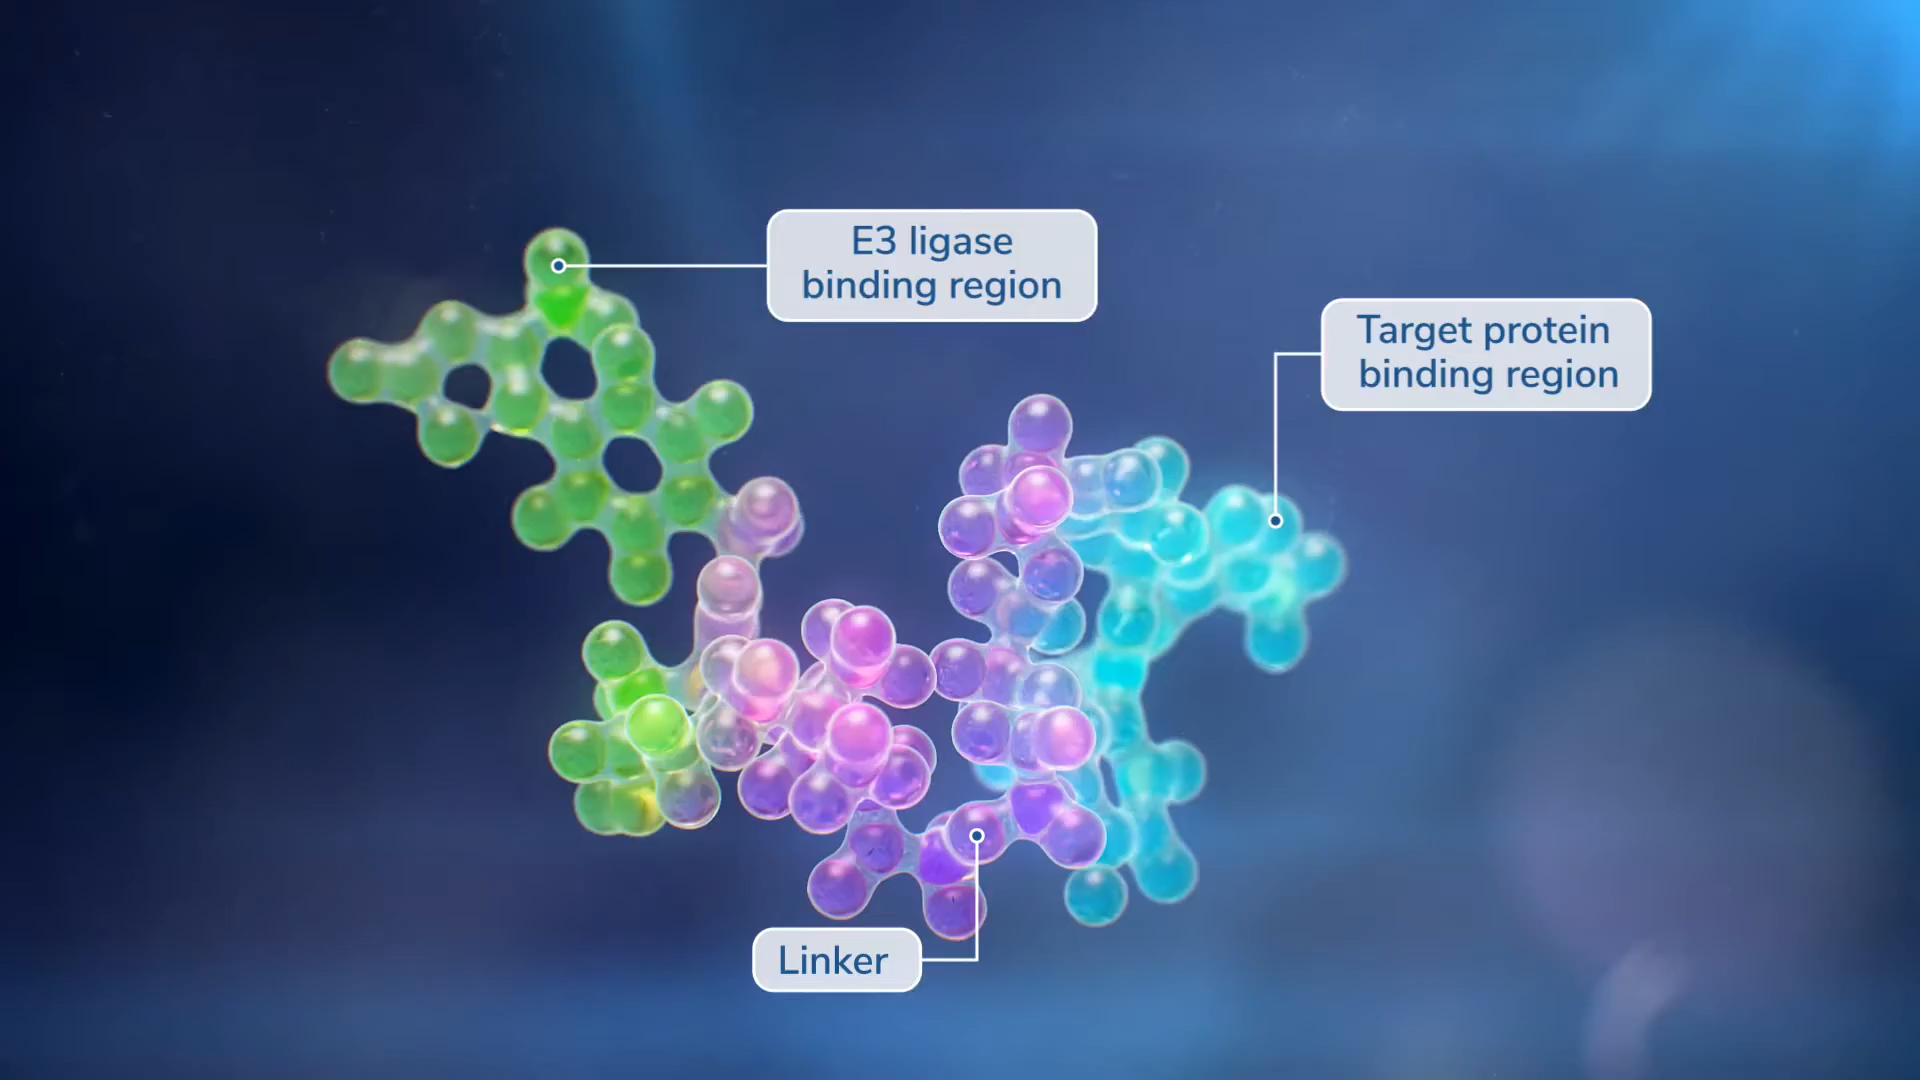 E3 ligase
binding region
Target protein
binding region
Linker